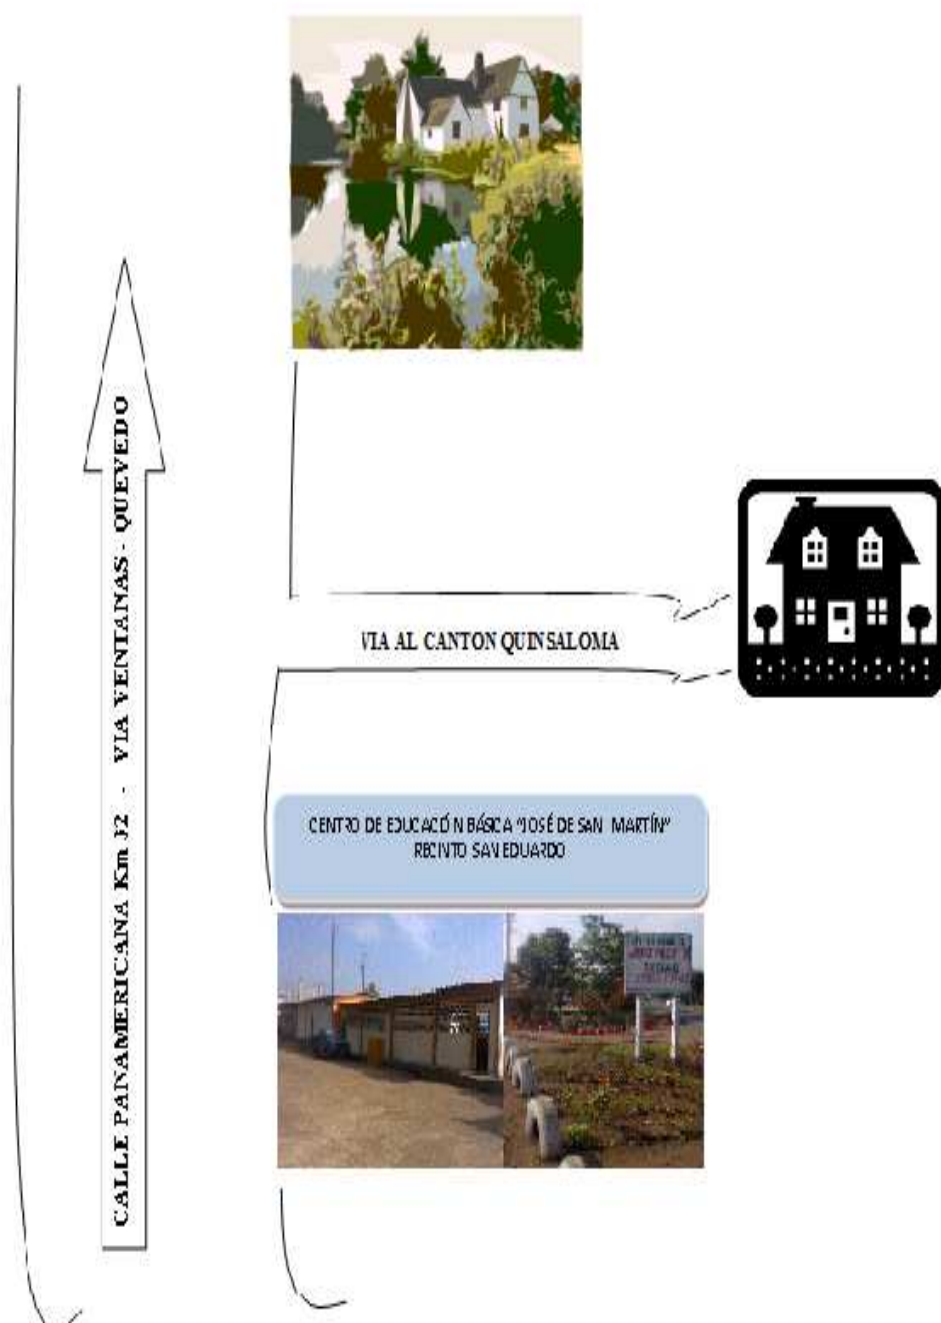 CALLE PANAMERICANA Km 12 - VIA VENTANAS - QUEVEDO
VIA AL CANTON QUINSALOMA
CENTRO DE EDUCACIÓN BÁSICA "JOSÉ DE SAN MARTÍN"
RECINTO SAN EDUARDO